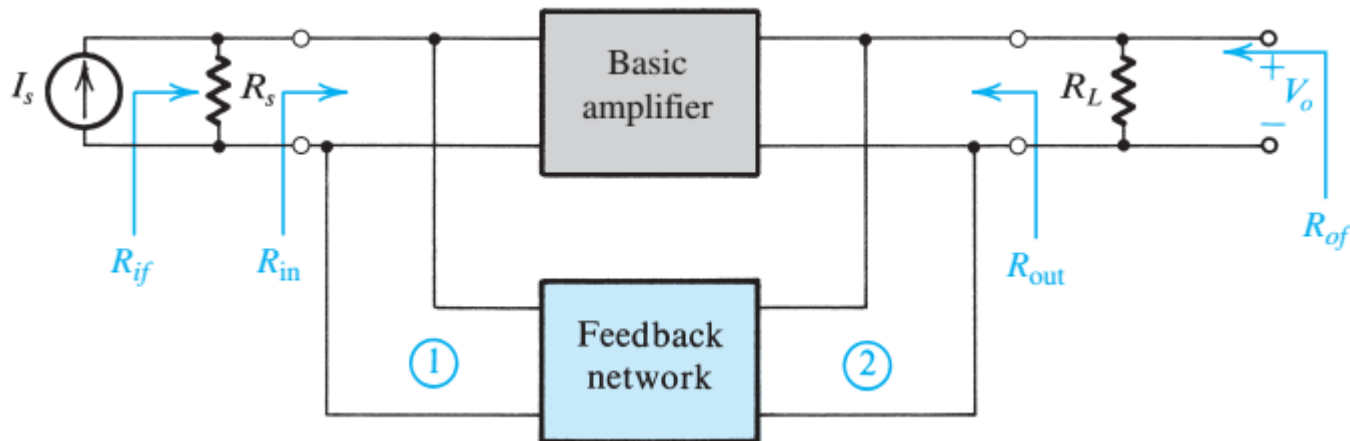 I_s
R_s
R_if
R_in
Basic
amplifier
R_L
+
V_o
−
R_out
R_of
1
Feedback
network
2